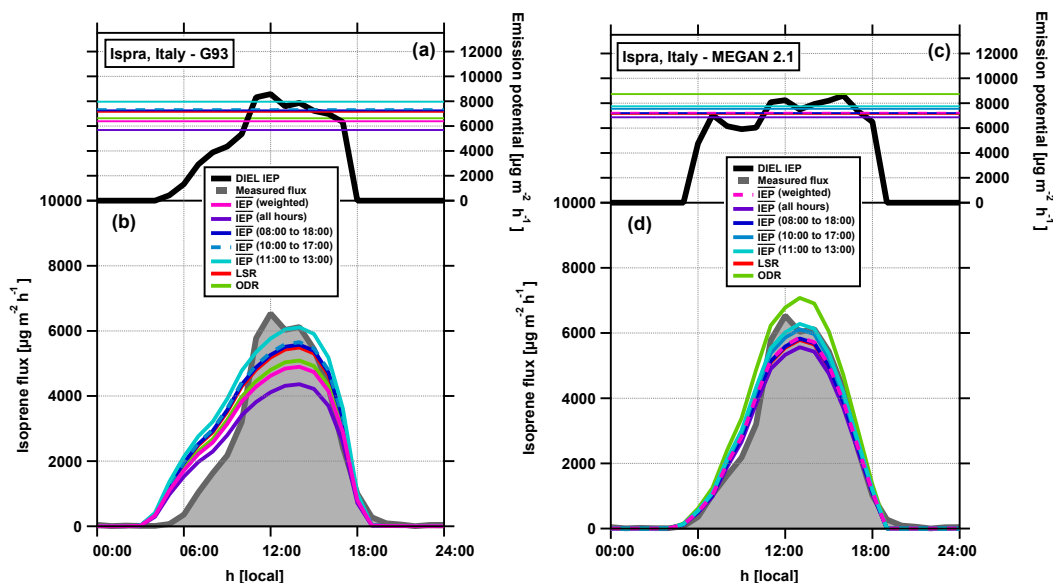 Ispra, Italy - G93
(a)
12000
10000
8000
6000
4000
2000
0
Emission potential [µg m-2 h-1]
(b)
10000
8000
6000
4000
2000
0
Isoprene flux [µg m-2 h-1]
DIEL IEP
Measured flux
IEP (weighted)
IEP (all hours)
IEP (08:00 to 18:00)
IEP (10:00 to 17:00)
IEP (11:00 to 13:00)
LSR
ODR
00:00 06:00 12:00 18:00 24:00
h [local]
Ispra, Italy - MEGAN 2.1
(c)
12000
10000
8000
6000
4000
2000
0
Emission potential [µg m-2 h-1]
(d)
10000
8000
6000
4000
2000
0
Isoprene flux [µg m-2 h-1]
DIEL IEP
Measured flux
IEP (weighted)
IEP (all hours)
IEP (08:00 to 18:00)
IEP (10:00 to 17:00)
IEP (11:00 to 13:00)
LSR
ODR
00:00 06:00 12:00 18:00 24:00
h [local]